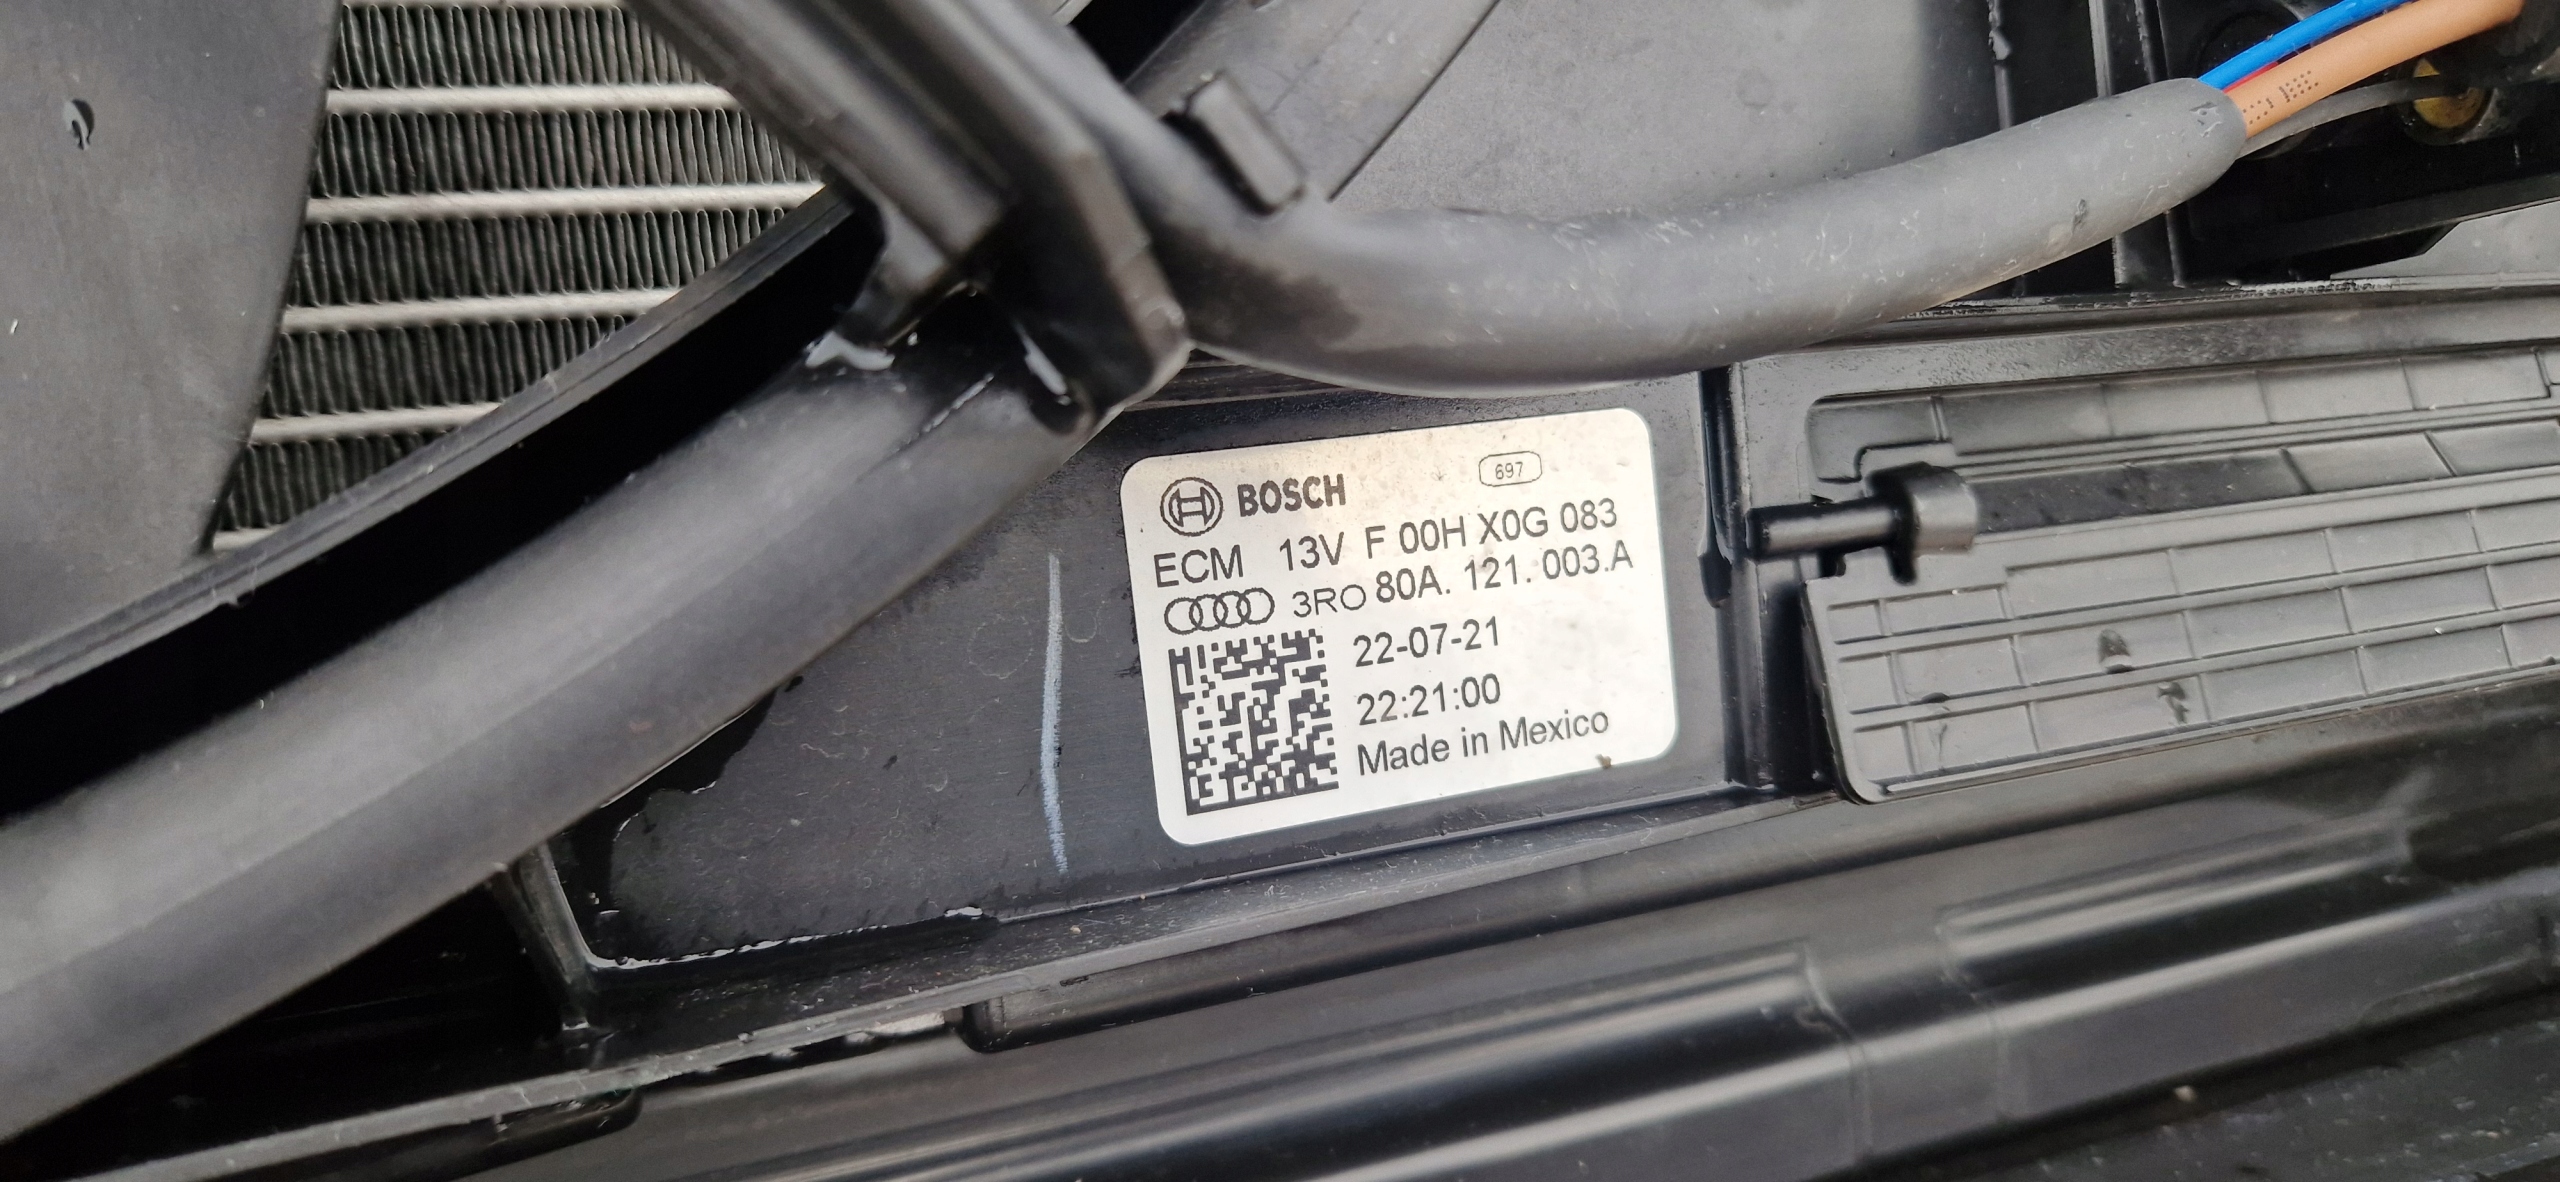 BOSCH 697
ECM 13V F 00H X0G 083
3RO 80A. 121. 003.A
22-07-21
22:21:00
Made in Mexico